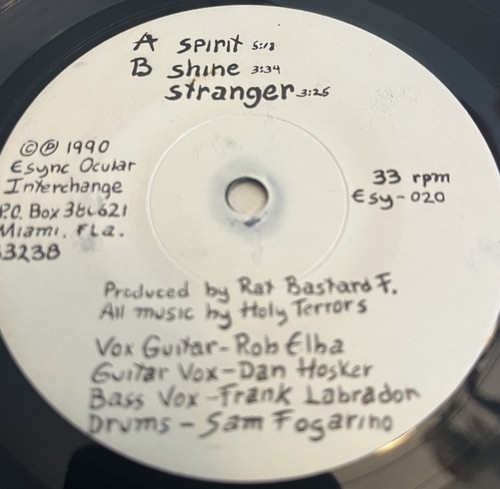 A spirit 5:18
B shine 3:34
stranger 3:25
©℗ 1990
Esync Ocular
Interchange
P.O. Box 381621
Miami, Fla.
33238
33 rpm
Esy-020
Produced by Rat Bastard F.
All music by Holy Terrors
Vox Guitar-Rob Elba
Guitar Vox-Dan Hosker
Bass Vox-Frank Labrador
Drums - Sam Fogarino